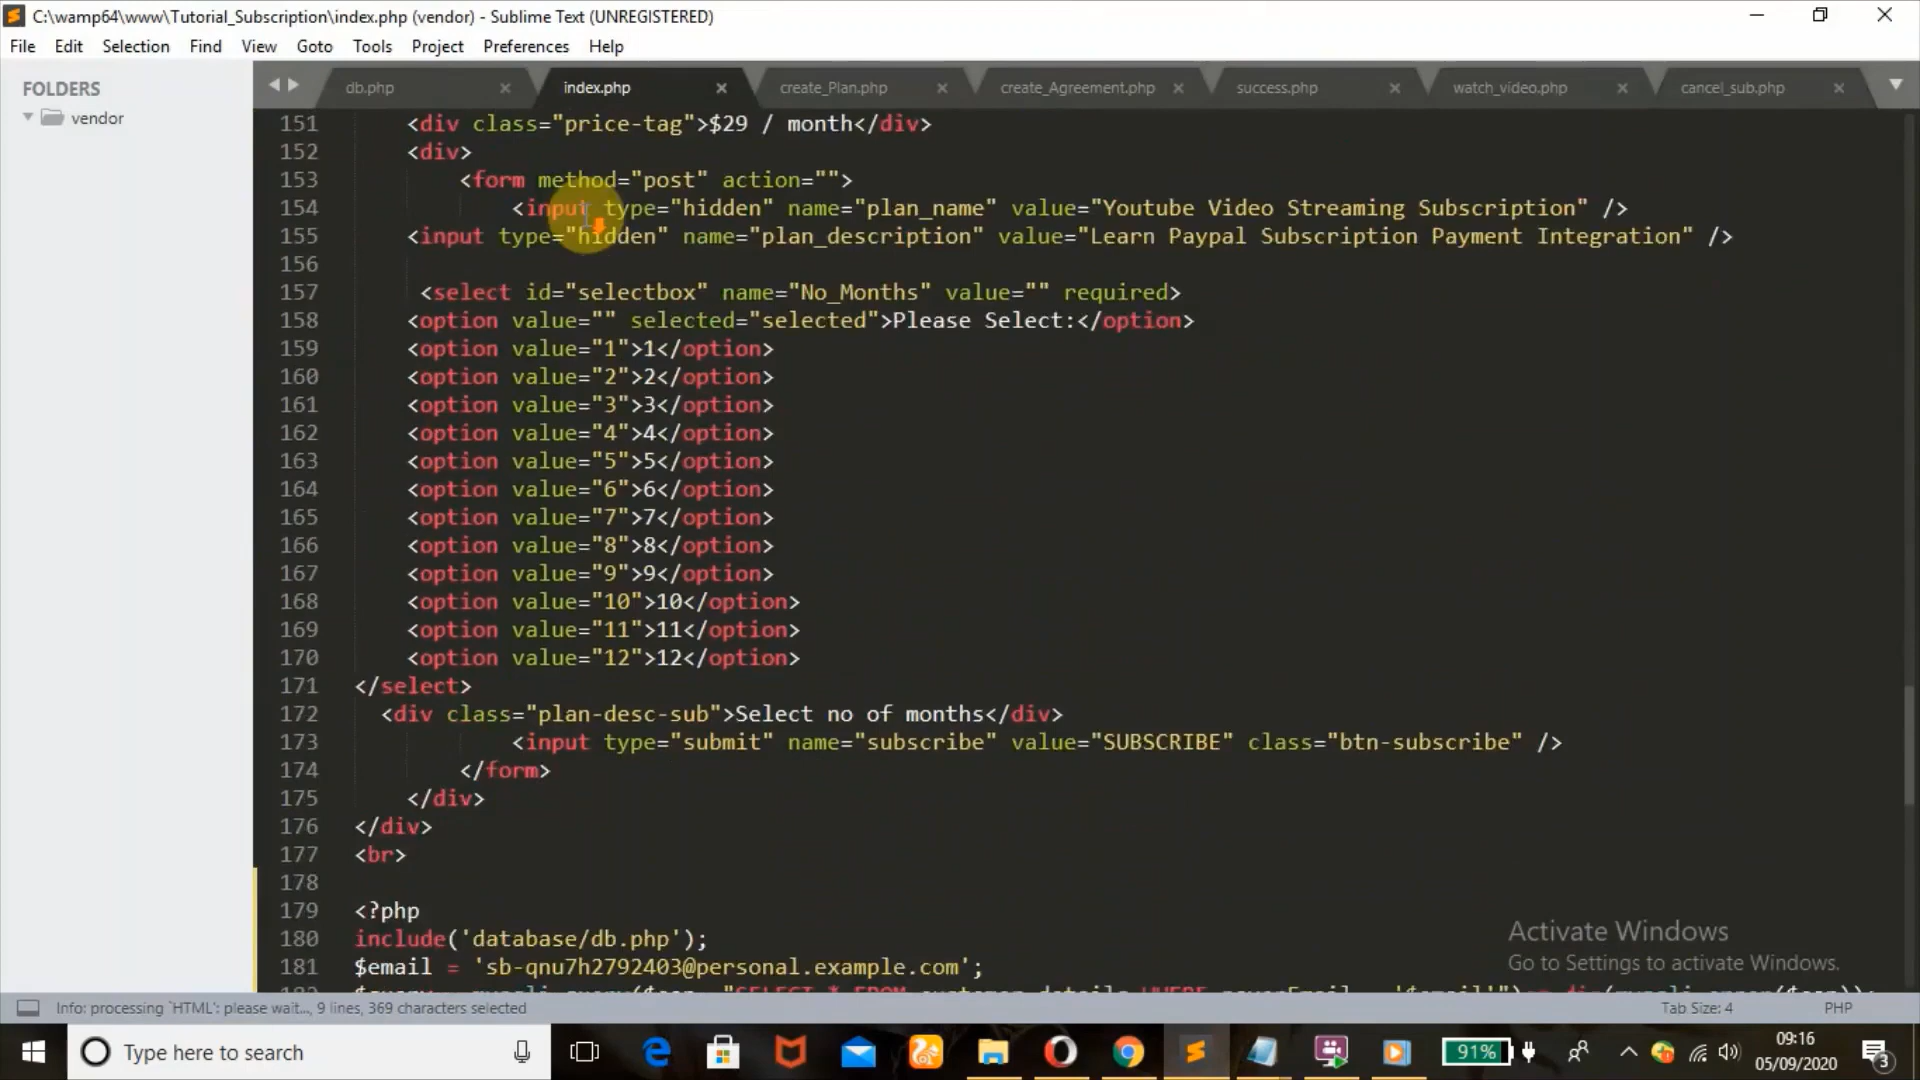 C:\wamp64\www\Tutorial_Subscription\index.php (vendor) - Sublime Text (UNREGISTERED)
File Edit Selection Find View Goto Tools Project Preferences Help
FOLDERS
vendor
db.php index.php create_Plan.php create_Agreement.php success.php watch_video.php cancel_sub.php
151 <div class="price-tag">$29 / month</div>
152 <div>
153 <form method="post" action="">
154 <input type="hidden" name="plan_name" value="Youtube Video Streaming Subscription" />
155 <input type="hidden" name="plan_description" value="Learn Paypal Subscription Payment Integration" />
156
157 <select id="selectbox" name="No_Months" value="" required>
158 <option value="" selected="selected">Please Select:</option>
159 <option value="1">1</option>
160 <option value="2">2</option>
161 <option value="3">3</option>
162 <option value="4">4</option>
163 <option value="5">5</option>
164 <option value="6">6</option>
165 <option value="7">7</option>
166 <option value="8">8</option>
167 <option value="9">9</option>
168 <option value="10">10</option>
169 <option value="11">11</option>
170 <option value="12">12</option>
171 </select>
172 <div class="plan-desc-sub">Select no of months</div>
173 <input type="submit" name="subscribe" value="SUBSCRIBE" class="btn-subscribe" />
174 </form>
175 </div>
176 </div>
177 <br>
178
179 <?php
180 include('database/db.php');
181 $email = 'sb-qnu7h2792403@personal.example.com';
Activate Windows
Go to Settings to activate Windows.
Info: processing `HTML': please wait..., 9 lines, 369 characters selected
Tab Size: 4 PHP
Type here to search
91%
09:16
05/09/2020
3